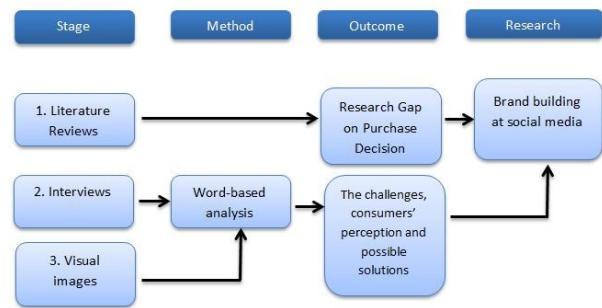 Stage
Method
Outcome
Research
1. Literature
Reviews
Research Gap
on Purchase
Decision
Brand building
at social media
2. Interviews
Word-based
analysis
The challenges,
consumers’
perception and
possible
solutions
3. Visual
images